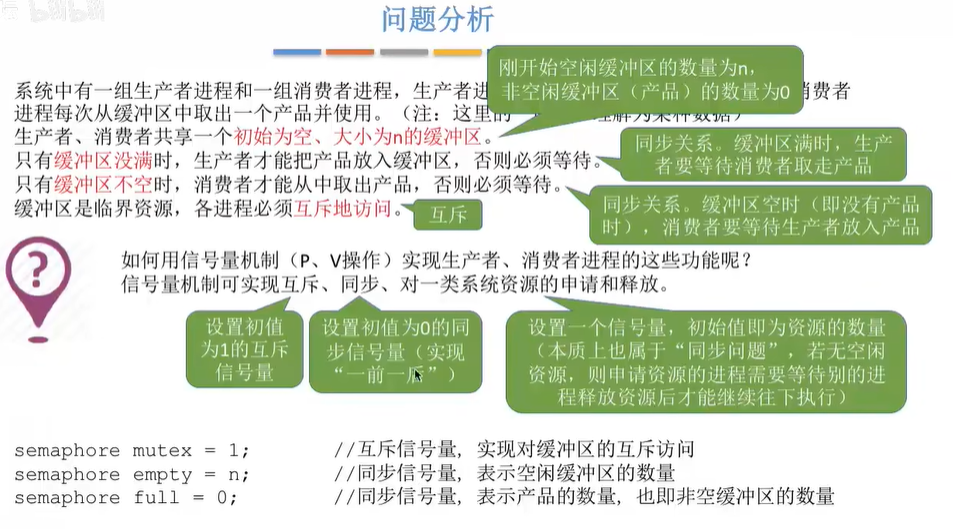 问题分析
刚开始空闲缓冲区的数量为n，
非空闲缓冲区（产品）的数量为0
系统中有一组生产者进程和一组消费者进程，生产者进
消费者
进程每次从缓冲区中取出一个产品并使用。（注：这里的
理解为某种数据）
生产者、消费者共享一个初始为空、大小为n的缓冲区。
只有缓冲区没满时，生产者才能把产品放入缓冲区，否则必须等待。
同步关系。缓冲区满时，生产
者要等待消费者取走产品
只有缓冲区不空时，消费者才能从中取出产品，否则必须等待。
同步关系。缓冲区空时（即没有产品
时），消费者要等待生产者放入产品
缓冲区是临界资源，各进程必须互斥地访问。
互斥
?
如何用信号量机制（P、V操作）实现生产者、消费者进程的这些功能呢？
信号量机制可实现互斥、同步、对一类系统资源的申请和释放。
设置初值
为1的互斥
信号量
设置初值为0的同
步信号量（实现
“一前一后”）
设置一个信号量，初始值即为资源的数量
（本质上也属于“同步问题”，若无空闲
资源，则申请资源的进程需要等待别的进
程释放资源后才能继续往下执行）
semaphore mutex = 1; //互斥信号量，实现对缓冲区的互斥访问
semaphore empty = n; //同步信号量，表示空闲缓冲区的数量
semaphore full = 0; //同步信号量，表示产品的数量，也即非空缓冲区的数量